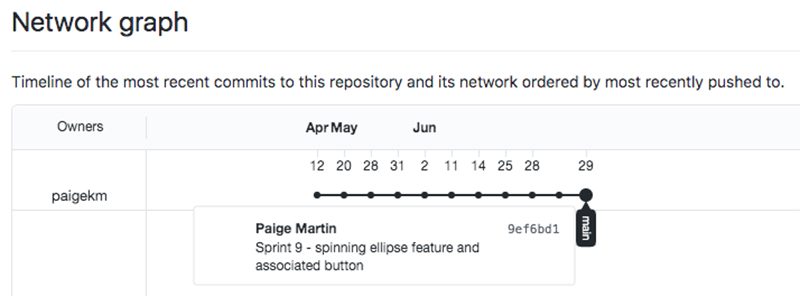 Network graph
Timeline of the most recent commits to this repository and its network ordered by most recently pushed to.
Owners Apr May Jun
12 20 28 31 2 11 14 25 28 29
paigekm
Paige Martin 9ef6bd1
Sprint 9 - spinning ellipse feature and
associated button
main